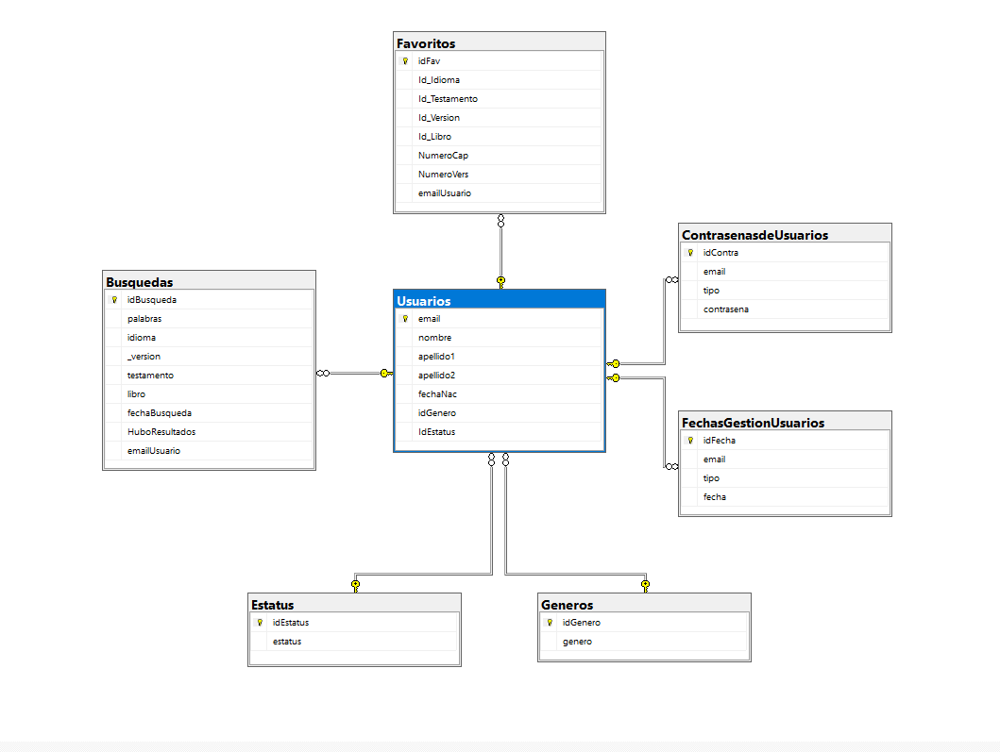 Favoritos
idFav
Id_Idioma
Id_Testamento
Id_Version
Id_Libro
NumeroCap
NumeroVers
emailUsuario
ContrasenasdeUsuarios
idContra
email
tipo
contrasena
Busquedas
idBusqueda
palabras
idioma
_version
testamento
libro
fechaBusqueda
HuboResultados
emailUsuario
Usuarios
email
nombre
apellido1
apellido2
fechaNac
idGenero
IdEstatus
FechasGestionUsuarios
idFecha
email
tipo
fecha
Estatus
idEstatus
estatus
Generos
idGenero
genero